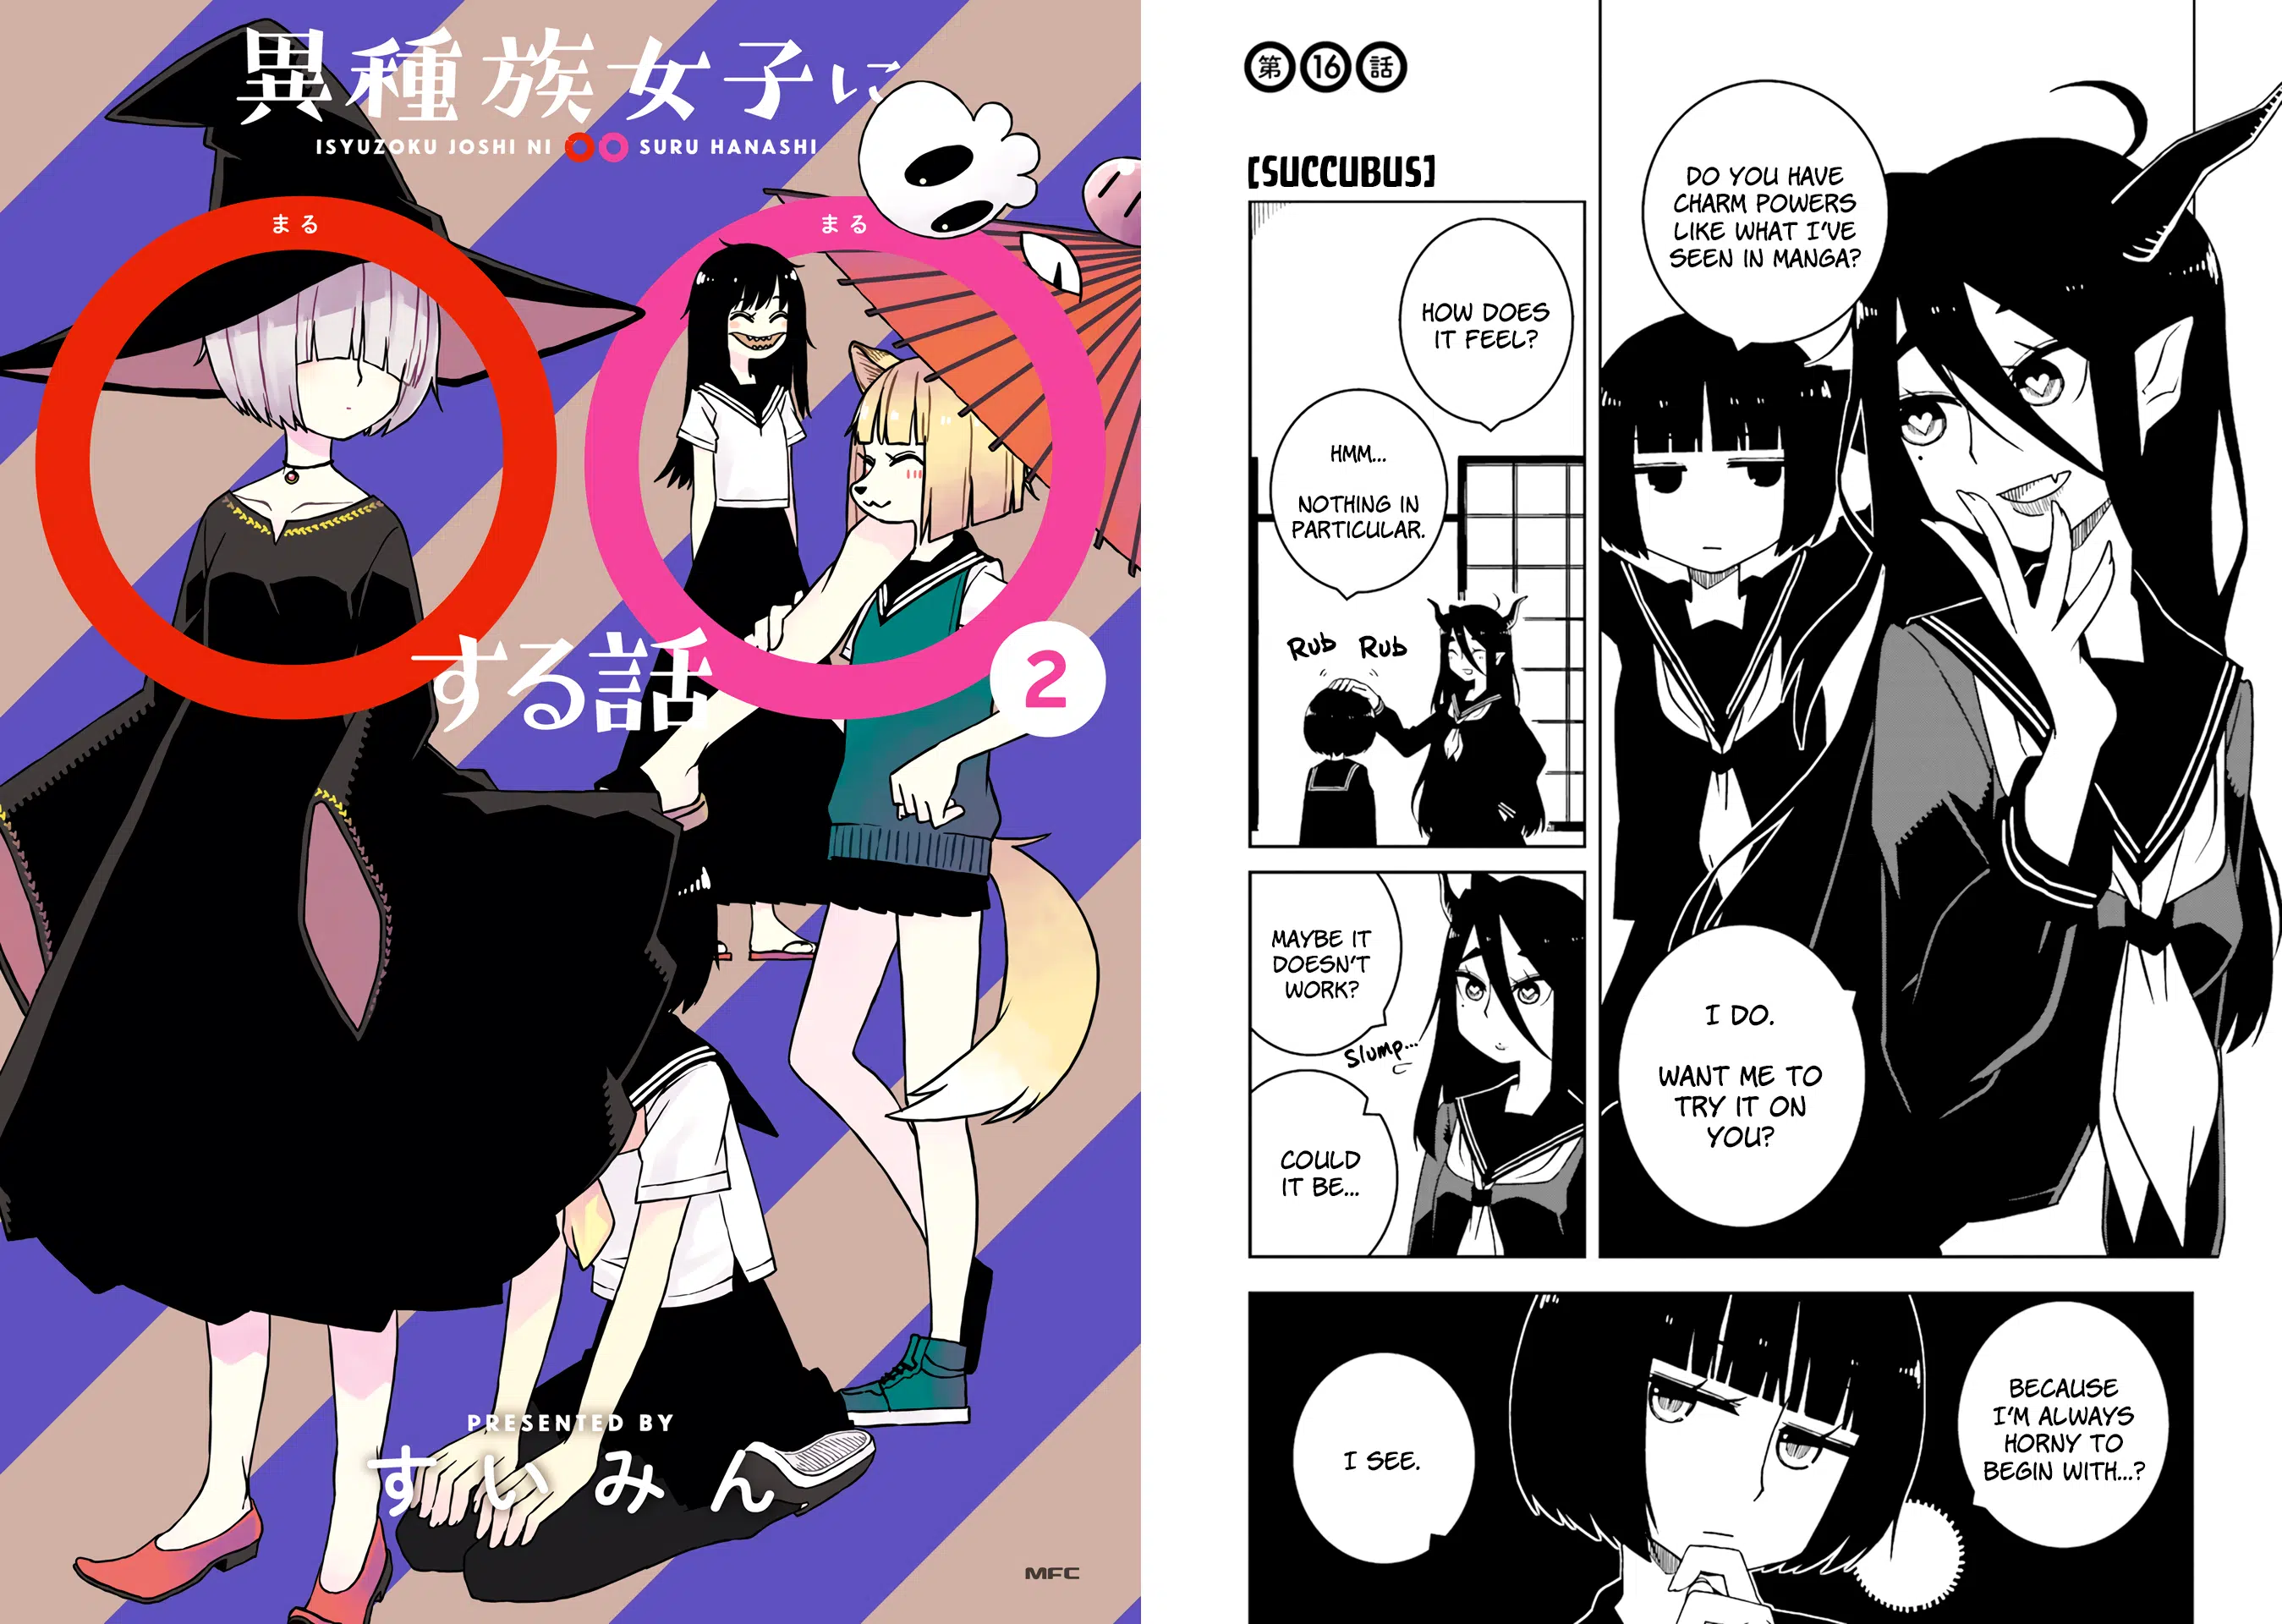 異種族女子に
ISYUZOKU JOSHI NI ○○ SURU HANASHI
まる
まる
する話
2
PRESENTED BY
すいみん
MFC
第16話
[SUCCUBUS]
DO YOU HAVE
CHARM POWERS
LIKE WHAT I'VE
SEEN IN MANGA?
I DO.
WANT ME TO
TRY IT ON
YOU?
HOW DOES
IT FEEL?
HMM...
NOTHING IN
PARTICULAR.
RUB RUB
MAYBE IT
DOESN'T
WORK?
Slump...
COULD
IT BE...
BECAUSE
I'M ALWAYS
HORNY TO
BEGIN WITH...?
I SEE.